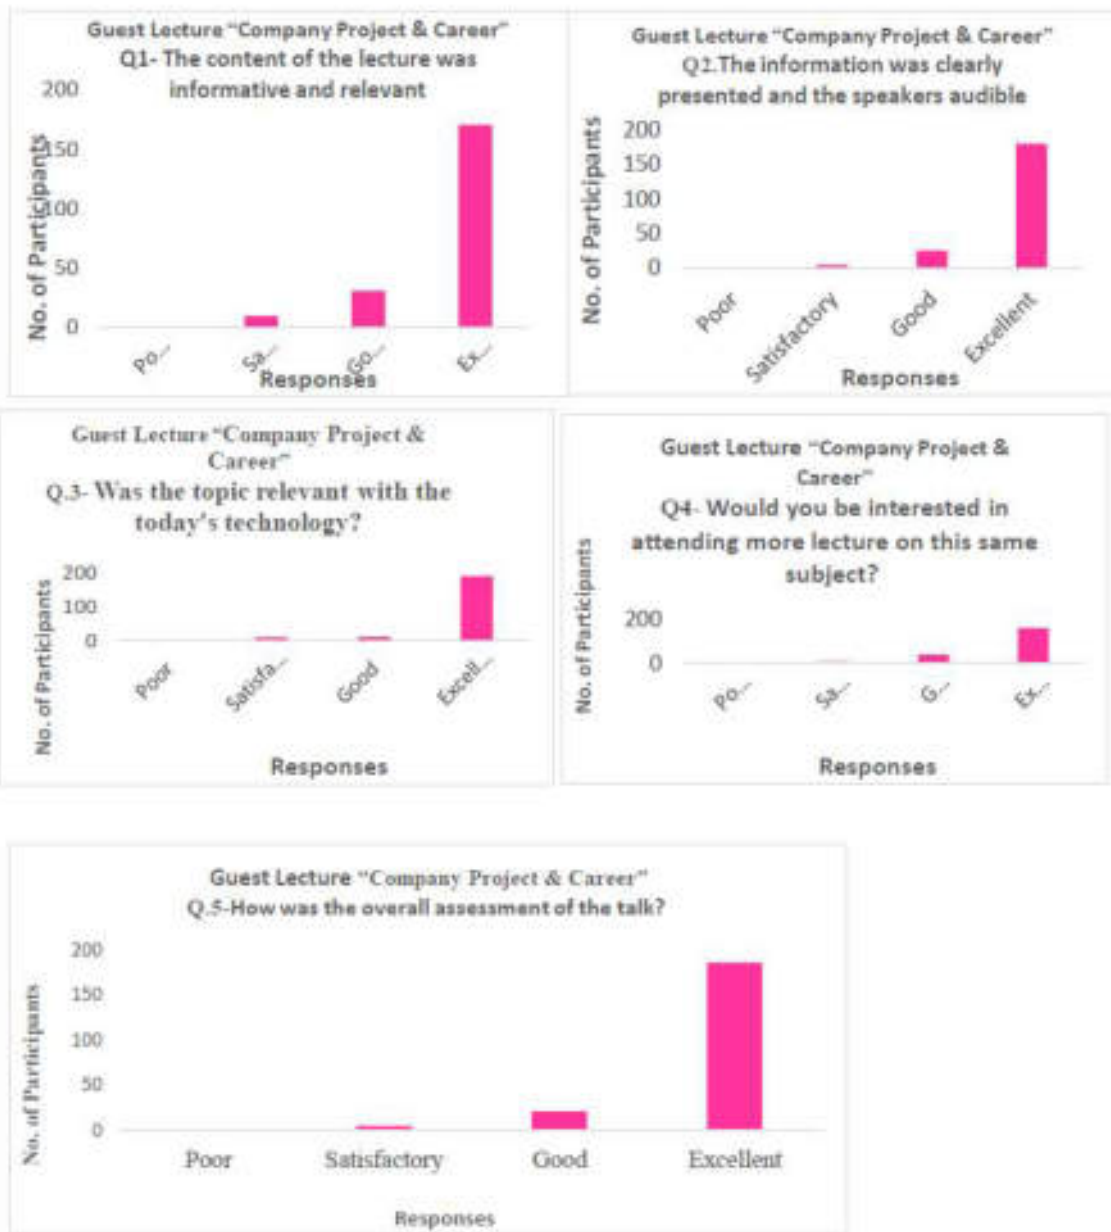 Guest Lecture “Company Project & Career”
Q1- The content of the lecture was
informative and relevant
200
150
100
50
0
No. of Participants
Po...
Sa...
Go...
Ex...
Responses
Guest Lecture “Company Project & Career”
Q2.The information was clearly
presented and the speakers audible
200
150
100
50
0
No. of Participants
Poor
Satisfactory
Good
Excellent
Responses
Guest Lecture “Company Project &
Career”
Q.3- Was the topic relevant with the
today's technology?
200
100
0
No. of Participants
Poor
Satisfa...
Good
Excell...
Responses
Guest Lecture “Company Project &
Career”
Q4- Would you be interested in
attending more lecture on this same
subject?
200
0
No. of Participants
Po...
Sa...
G...
Ex...
Responses
Guest Lecture “Company Project & Career”
Q.5-How was the overall assessment of the talk?
200
150
100
50
0
No. of Participants
Poor
Satisfactory
Good
Excellent
Responses